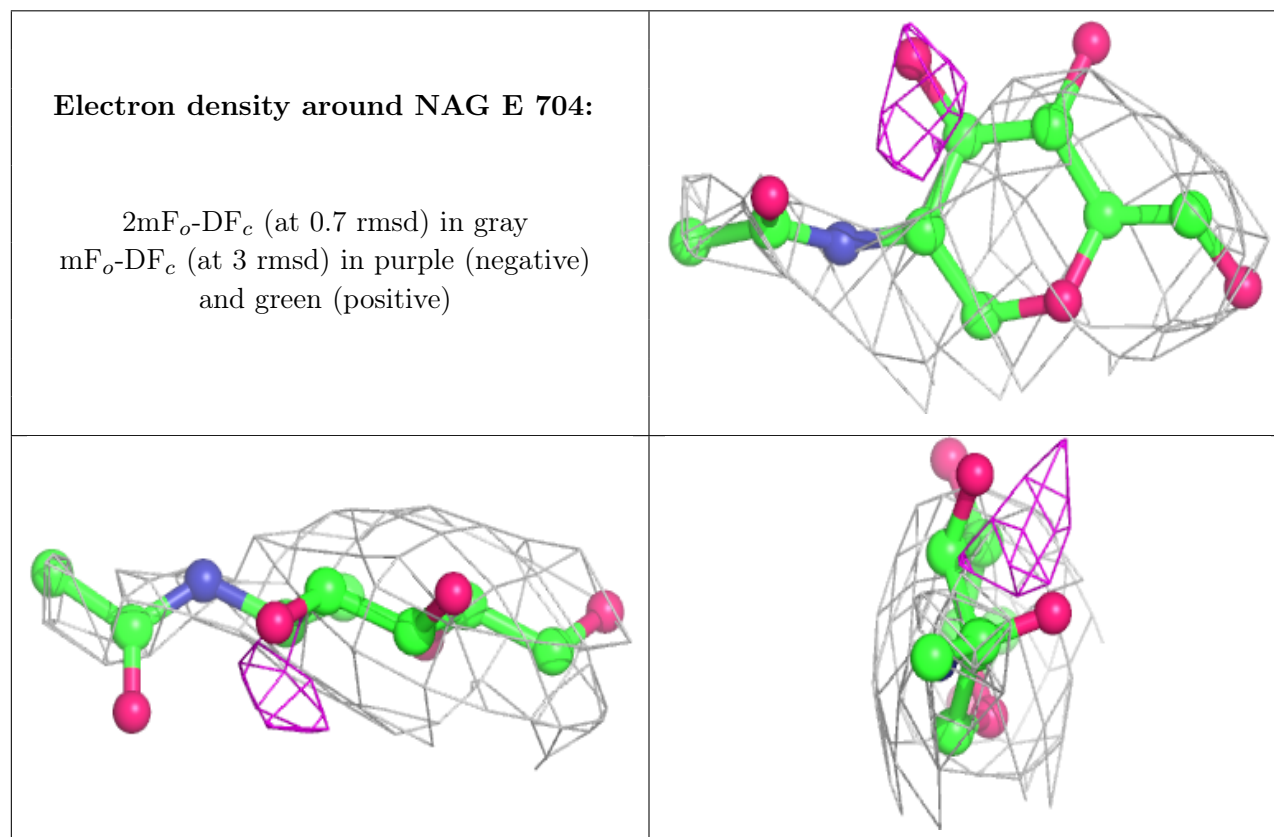 Electron density around NAG E 704:
2mFo-DFc (at 0.7 rmsd) in gray
mFo-DFc (at 3 rmsd) in purple (negative)
and green (positive)